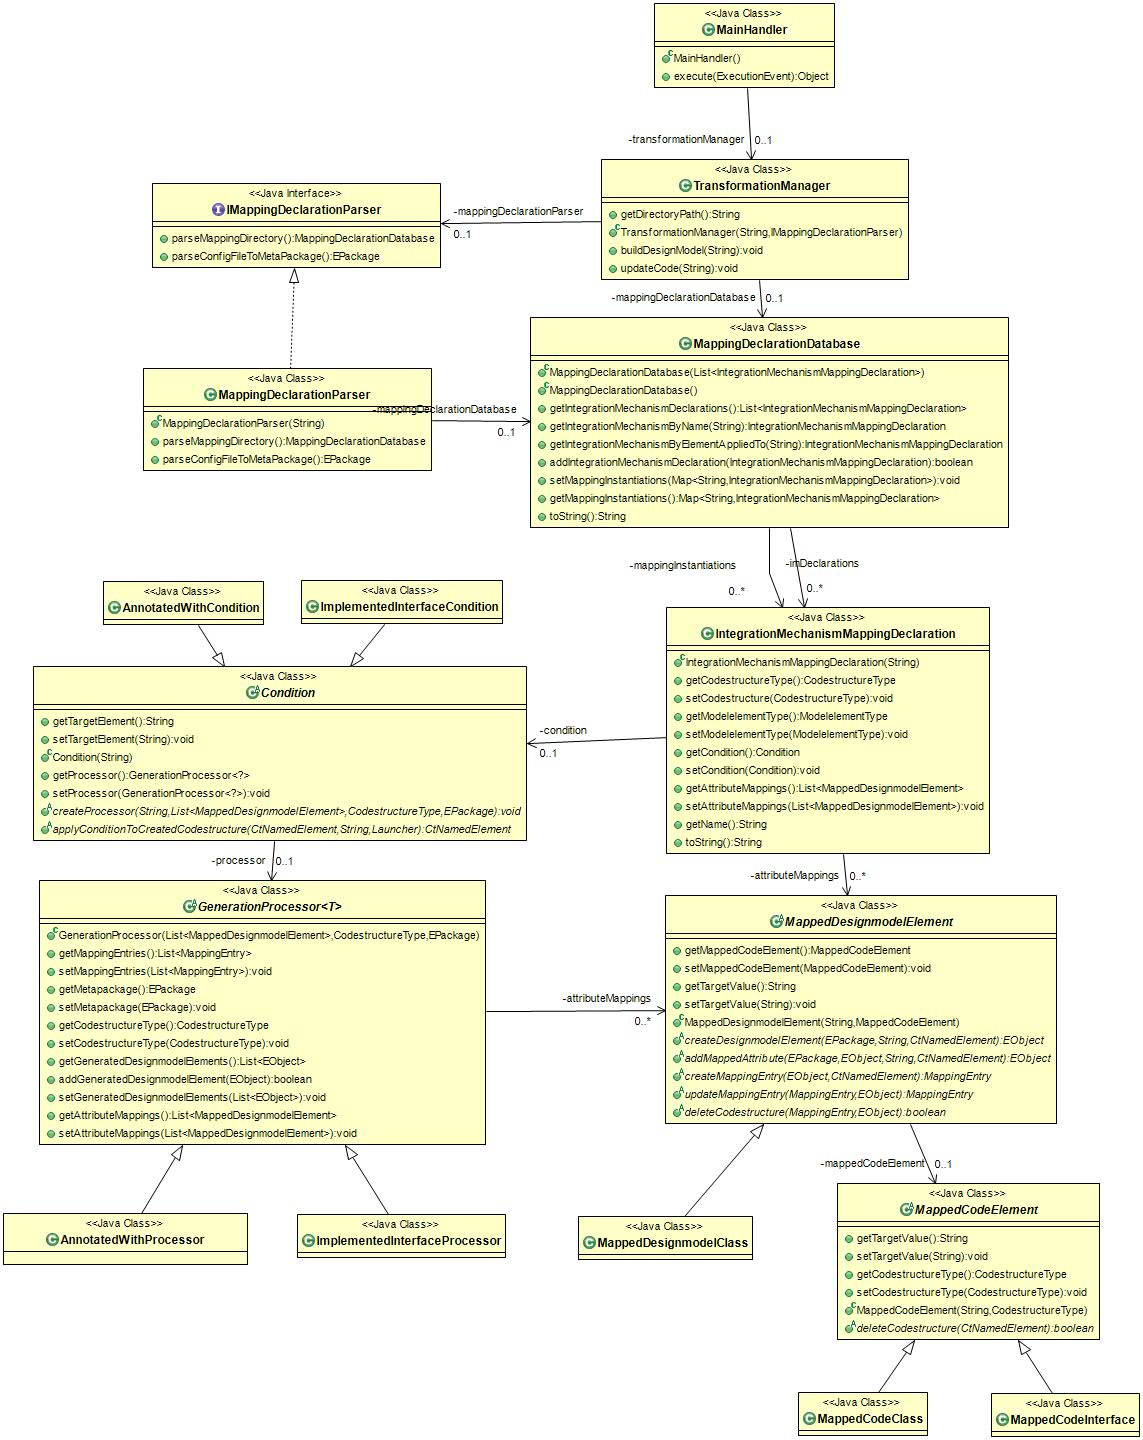 <<Java Class>>
MainHandler
MainHandler()
execute(ExecutionEvent):Object
-transformationManager
0..1
<<Java Class>>
TransformationManager
getDirectoryPath():String
TransformationManager(String,IMappingDeclarationParser)
buildDesignModel(String):void
updateCode(String):void
<<Java Interface>>
IMappingDeclarationParser
parseMappingDirectory():MappingDeclarationDatabase
parseConfigFileToMetaPackage():EPackage
-mappingDeclarationParser
0..1
-mappingDeclarationDatabase
0..1
<<Java Class>>
MappingDeclarationDatabase
MappingDeclarationDatabase(List<IntegrationMechanismMappingDeclaration>)
MappingDeclarationDatabase()
getIntegrationMechanismDeclarations():List<IntegrationMechanismMappingDeclaration>
getIntegrationMechanismByName(String):IntegrationMechanismMappingDeclaration
getIntegrationMechanismByElementAppliedTo(String):IntegrationMechanismMappingDeclaration
addIntegrationMechanismDeclaration(IntegrationMechanismMappingDeclaration):boolean
setMappingInstantiations(Map<String,IntegrationMechanismMappingDeclaration>):void
getMappingInstantiations():Map<String,IntegrationMechanismMappingDeclaration>
toString():String
<<Java Class>>
MappingDeclarationParser
MappingDeclarationParser(String)
parseMappingDirectory():MappingDeclarationDatabase
parseConfigFileToMetaPackage():EPackage
-mappingDeclarationDatabase
0..1
-mappingInstantiations
0..*
-imDeclarations
0..*
<<Java Class>>
AnnotatedWithCondition
<<Java Class>>
ImplementedInterfaceCondition
<<Java Class>>
IntegrationMechanismMappingDeclaration
IntegrationMechanismMappingDeclaration(String)
getCodestructureType():CodestructureType
setCodestructure(CodestructureType):void
getModelelementType():ModelelementType
setModelelementType(ModelelementType):void
getCondition():Condition
setCondition(Condition):void
getAttributeMappings():List<MappedDesignmodelElement>
setAttributeMappings(List<MappedDesignmodelElement>):void
getName():String
toString():String
<<Java Class>>
Condition
getTargetElement():String
setTargetElement(String):void
Condition(String)
getProcessor():GenerationProcessor<?>
setProcessor(GenerationProcessor<?>):void
createProcessor(String,List<MappedDesignmodelElement>,CodestructureType,EPackage):void
applyConditionToCreatedCodestructure(CtNamedElement,String,Launcher):CtNamedElement
-condition
0..1
-processor
0..1
-attributeMappings
0..*
<<Java Class>>
GenerationProcessor<T>
GenerationProcessor(List<MappedDesignmodelElement>,CodestructureType,EPackage)
getMappingEntries():List<MappingEntry>
setMappingEntries(List<MappingEntry>):void
getMetapackage():EPackage
setMetapackage(EPackage):void
getCodestructureType():CodestructureType
setCodestructureType(CodestructureType):void
getGeneratedDesignmodelElements():List<EObject>
addGeneratedDesignmodelElement(EObject):boolean
setGeneratedDesignmodelElements(List<EObject>):void
getAttributeMappings():List<MappedDesignmodelElement>
setAttributeMappings(List<MappedDesignmodelElement>):void
-attributeMappings
0..*
<<Java Class>>
MappedDesignmodelElement
getMappedCodeElement():MappedCodeElement
setMappedCodeElement(MappedCodeElement):void
getTargetValue():String
setTargetValue(String):void
MappedDesignmodelElement(String,MappedCodeElement)
createDesignmodelElement(EPackage,String,CtNamedElement):EObject
addMappedAttribute(EPackage,EObject,String,CtNamedElement):EObject
createMappingEntry(EObject,CtNamedElement):MappingEntry
updateMappingEntry(MappingEntry,EObject):MappingEntry
deleteCodestructure(MappingEntry,EObject):boolean
-mappedCodeElement
0..1
<<Java Class>>
AnnotatedWithProcessor
<<Java Class>>
ImplementedInterfaceProcessor
<<Java Class>>
MappedDesignmodelClass
<<Java Class>>
MappedCodeElement
getTargetValue():String
setTargetValue(String):void
getCodestructureType():CodestructureType
setCodestructureType(CodestructureType):void
MappedCodeElement(String,CodestructureType)
deleteCodestructure(CtNamedElement):boolean
<<Java Class>>
MappedCodeClass
<<Java Class>>
MappedCodeInterface